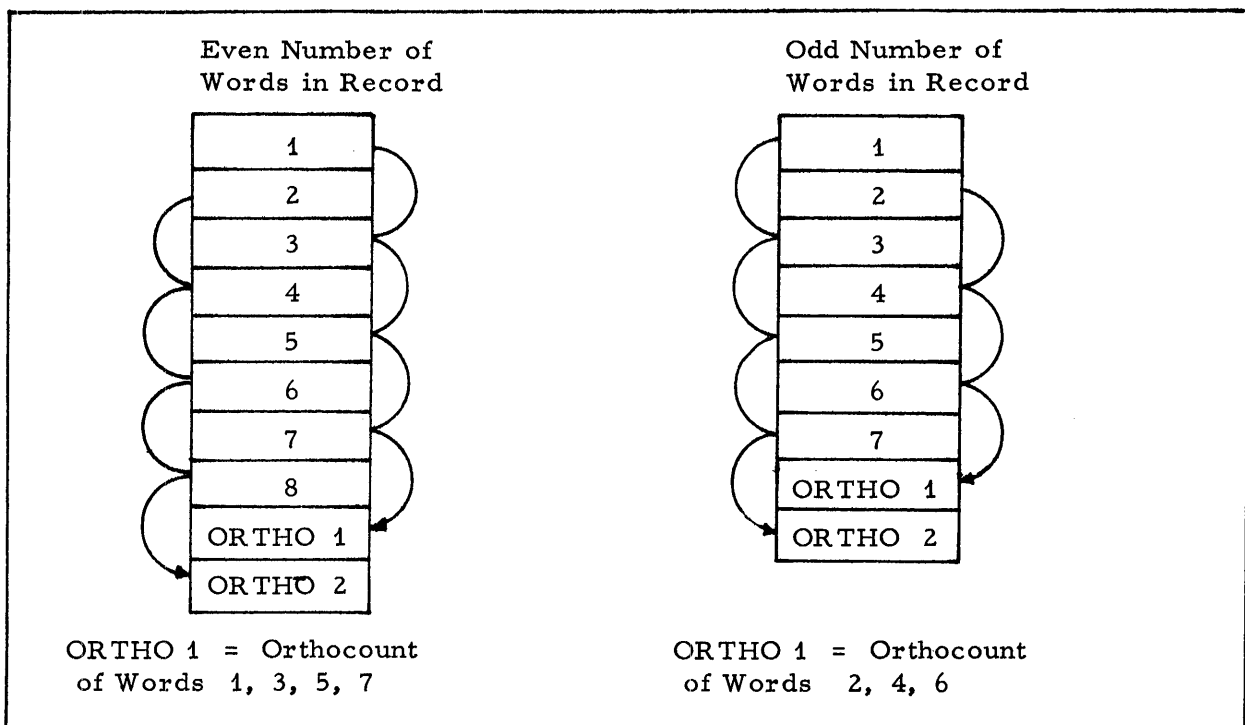 Even Number of
Words in Record
1
2
3
4
5
6
7
8
ORTHO 1
ORTHO 2
ORTHO 1 = Orthocount
of Words 1, 3, 5, 7
Odd Number of
Words in Record
1
2
3
4
5
6
7
ORTHO 1
ORTHO 2
ORTHO 1 = Orthocount
of Words 2, 4, 6